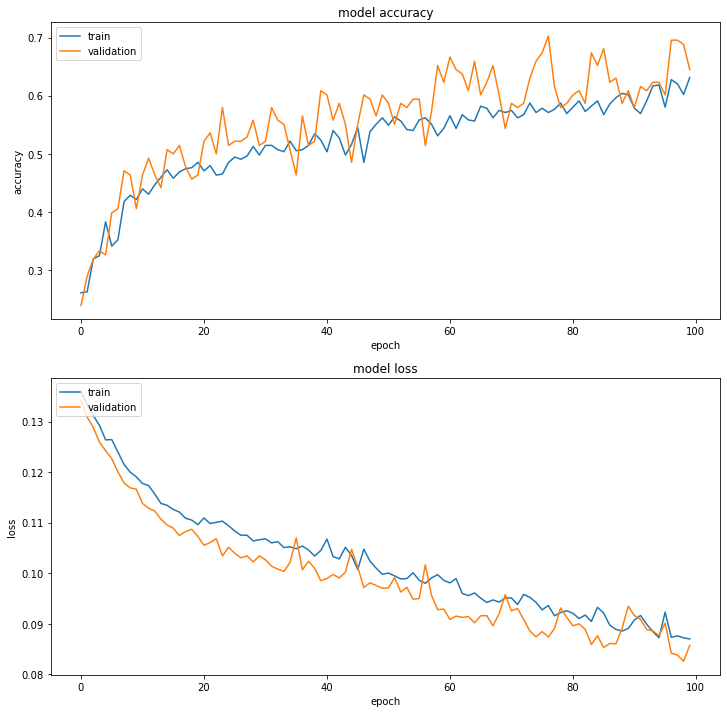 model accuracy
train
validation
0.7
0.6
0.5
0.4
0.3
accuracy
0 20 40 60 80 100
epoch
model loss
train
validation
0.13
0.12
0.11
0.10
0.09
0.08
loss
0 20 40 60 80 100
epoch